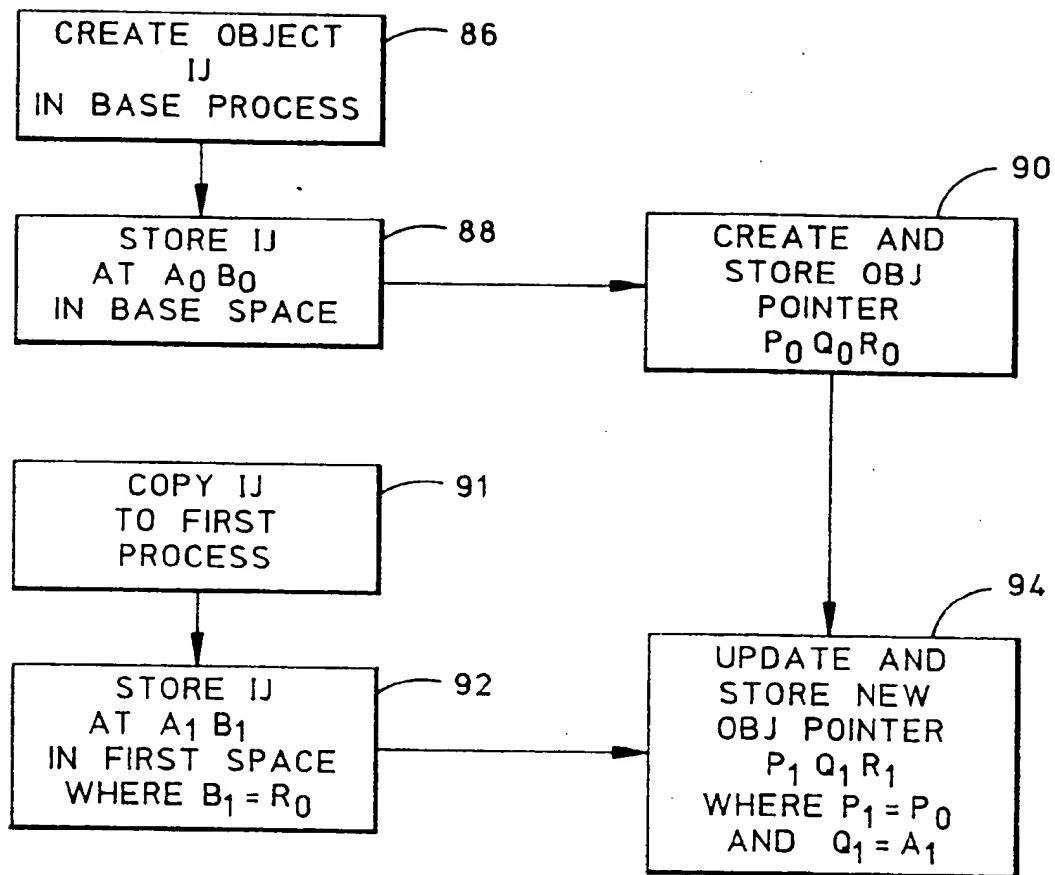 CREATE OBJECT
IJ
IN BASE PROCESS
86
STORE IJ
AT A₀ B₀
IN BASE SPACE
88
CREATE AND
STORE OBJ
POINTER
P₀ Q₀ R₀
90
COPY IJ
TO FIRST
PROCESS
91
STORE IJ
AT A₁ B₁
IN FIRST SPACE
WHERE B₁ = R₀
92
UPDATE AND
STORE NEW
OBJ POINTER
P₁ Q₁ R₁
WHERE P₁ = P₀
AND Q₁ = A₁
94